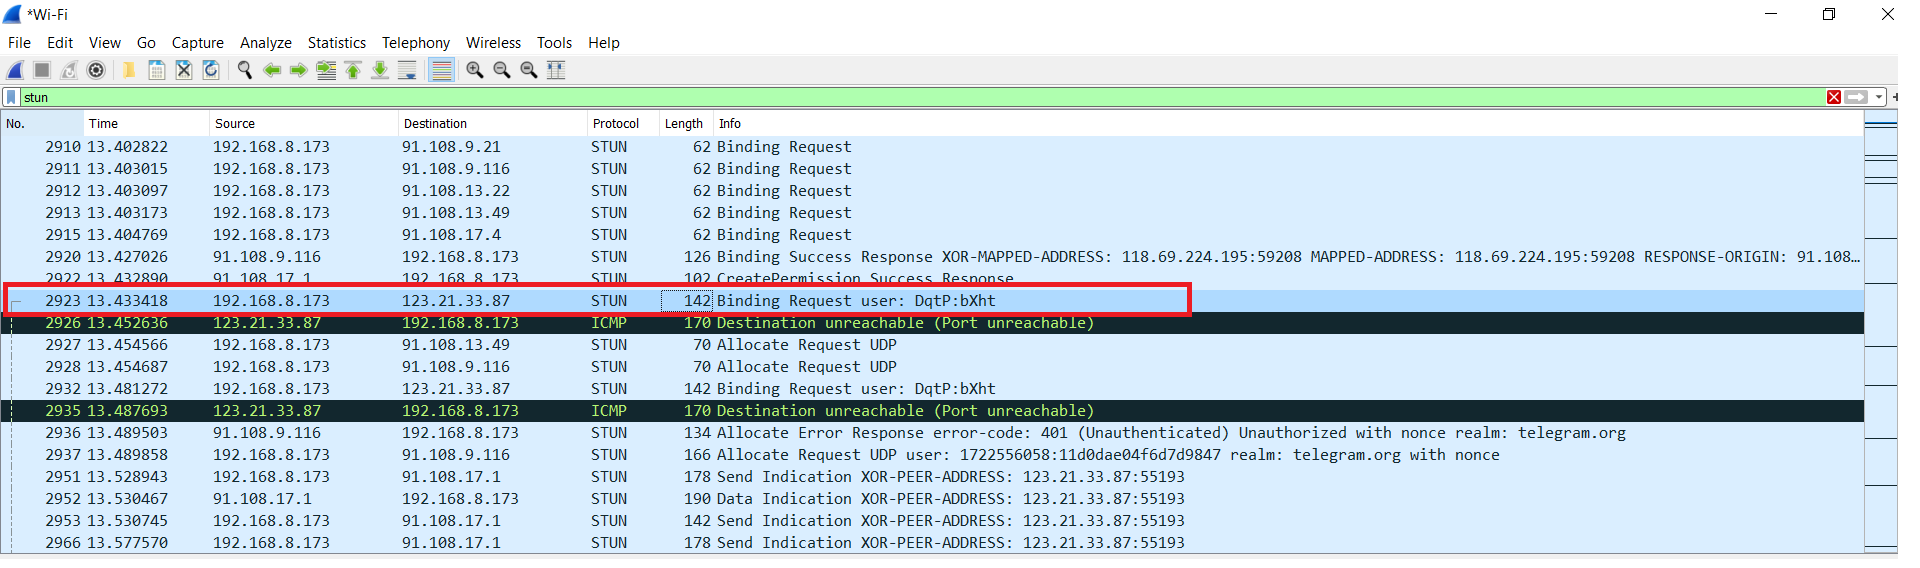 *Wi-Fi
File Edit View Go Capture Analyze Statistics Telephony Wireless Tools Help
stun
No. Time Source Destination Protocol Length Info
2910 13.402822 192.168.8.173 91.108.9.21 STUN 62 Binding Request
2911 13.403015 192.168.8.173 91.108.9.116 STUN 62 Binding Request
2912 13.403097 192.168.8.173 91.108.13.22 STUN 62 Binding Request
2913 13.403173 192.168.8.173 91.108.13.49 STUN 62 Binding Request
2915 13.404769 192.168.8.173 91.108.17.4 STUN 62 Binding Request
2920 13.427026 91.108.9.116 192.168.8.173 STUN 126 Binding Success Response XOR-MAPPED-ADDRESS: 118.69.224.195:59208 MAPPED-ADDRESS: 118.69.224.195:59208 RESPONSE-ORIGIN: 91.108…
2922 13.432890 91.108.17.1 192.168.8.173 STUN 102 CreatePermission Success Response
2923 13.433418 192.168.8.173 123.21.33.87 STUN 142 Binding Request user: DqtP:bXht
2926 13.452636 123.21.33.87 192.168.8.173 ICMP 170 Destination unreachable (Port unreachable)
2927 13.454566 192.168.8.173 91.108.13.49 STUN 70 Allocate Request UDP
2928 13.454687 192.168.8.173 91.108.9.116 STUN 70 Allocate Request UDP
2932 13.481272 192.168.8.173 123.21.33.87 STUN 142 Binding Request user: DqtP:bXht
2935 13.487693 123.21.33.87 192.168.8.173 ICMP 170 Destination unreachable (Port unreachable)
2936 13.489503 91.108.9.116 192.168.8.173 STUN 134 Allocate Error Response error-code: 401 (Unauthenticated) Unauthorized with nonce realm: telegram.org
2937 13.489858 192.168.8.173 91.108.9.116 STUN 166 Allocate Request UDP user: 1722556058:11d0dae04f6d7d9847 realm: telegram.org with nonce
2951 13.528943 192.168.8.173 91.108.17.1 STUN 178 Send Indication XOR-PEER-ADDRESS: 123.21.33.87:55193
2952 13.530467 91.108.17.1 192.168.8.173 STUN 190 Data Indication XOR-PEER-ADDRESS: 123.21.33.87:55193
2953 13.530745 192.168.8.173 91.108.17.1 STUN 142 Send Indication XOR-PEER-ADDRESS: 123.21.33.87:55193
2966 13.577570 192.168.8.173 91.108.17.1 STUN 178 Send Indication XOR-PEER-ADDRESS: 123.21.33.87:55193